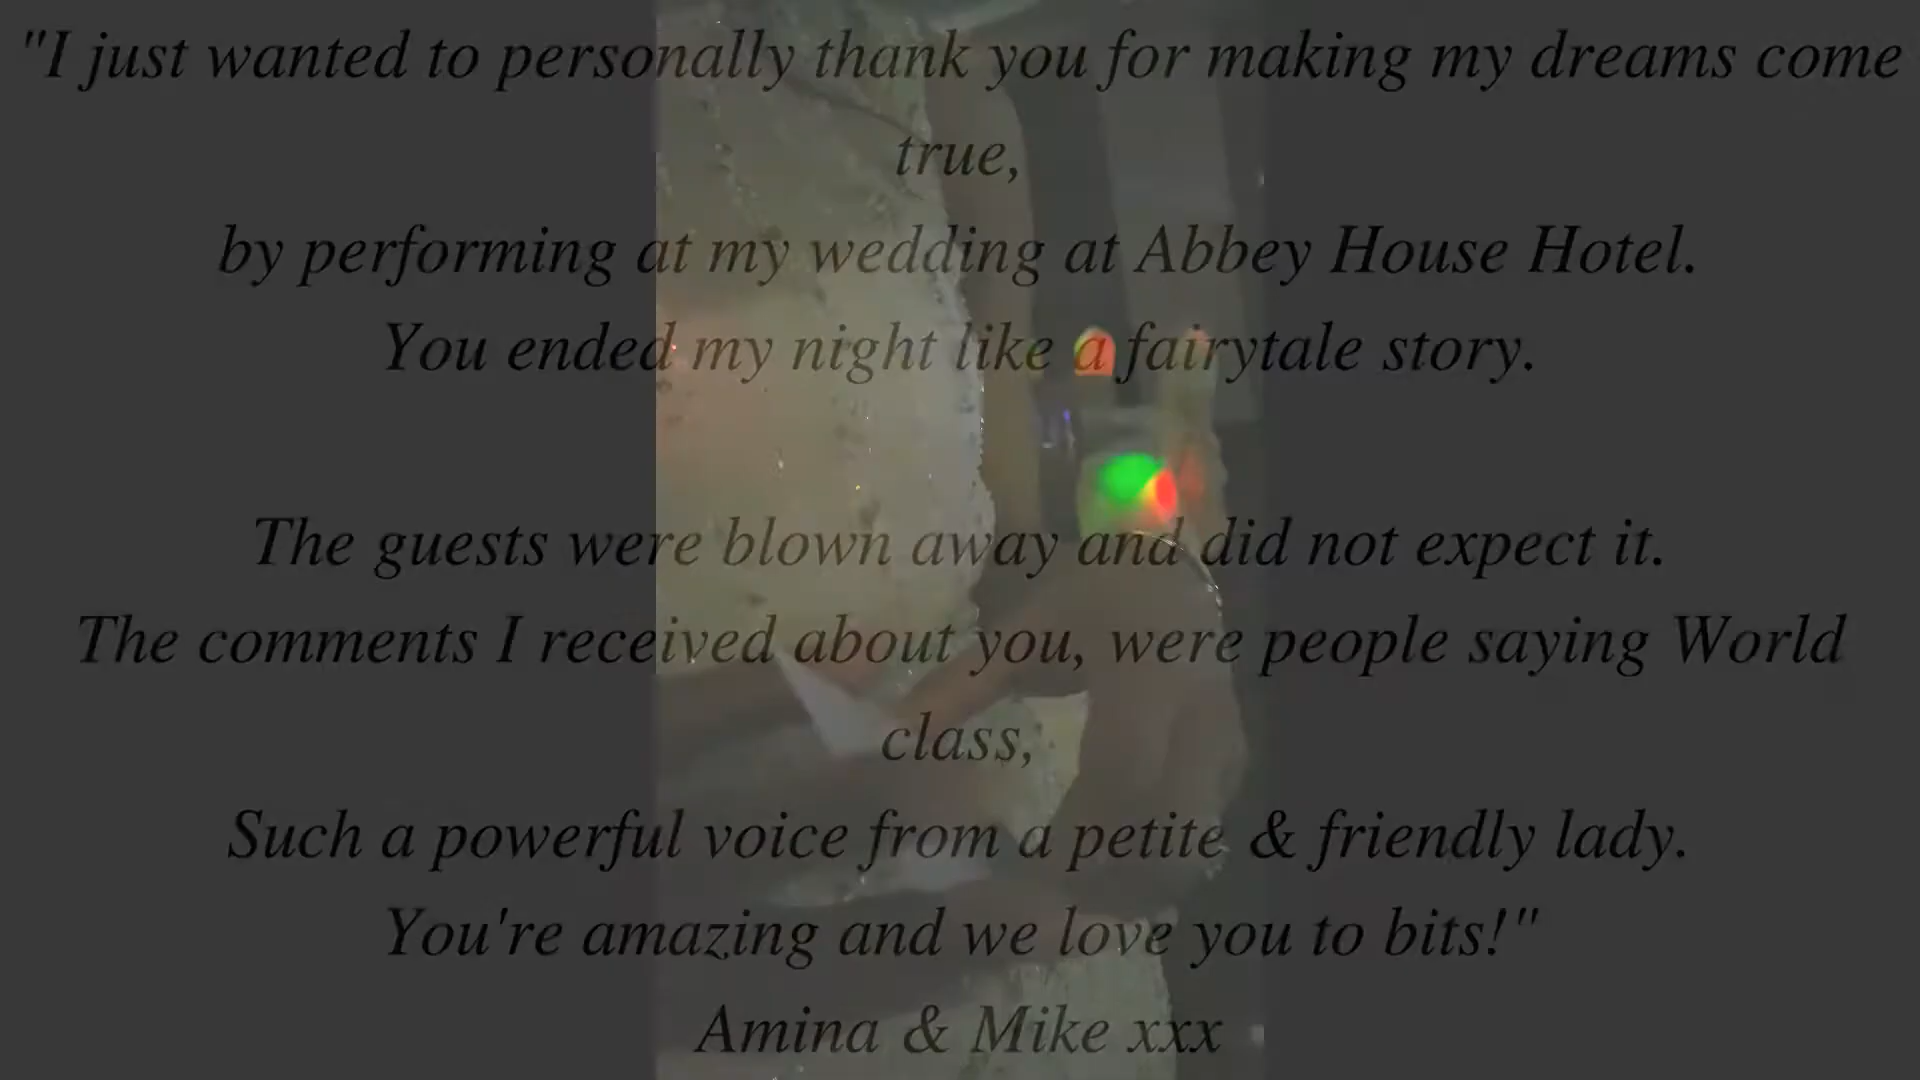 "I just wanted to personally thank you for making my dreams come
true,
by performing at my wedding at Abbey House Hotel.
You ended my night like a fairytale story.
The guests were blown away and did not expect it.
The comments I received about you, were people saying World
class,
Such a powerful voice from a petite & friendly lady.
You're amazing and we love you to bits!"
Amina & Mike xxx